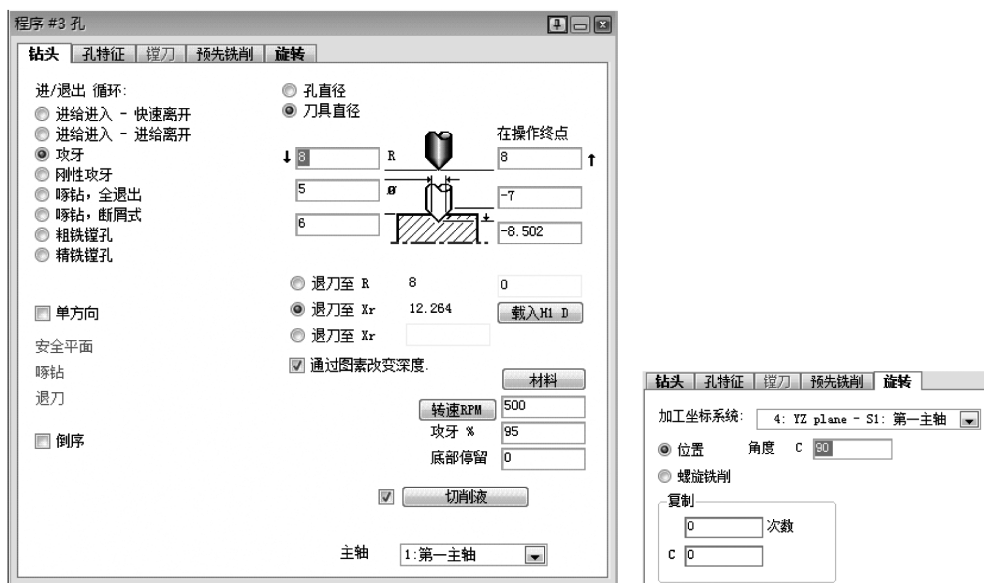 程序 #3 孔
钻头 孔特征 镗刀 预先铣削 旋转
进/退出 循环:
进给进入 - 快速离开
进给进入 - 进给离开
攻牙
刚性攻牙
啄钻,全退出
啄钻,断屑式
粗铣镗孔
精铣镗孔
单方向
安全平面
啄钻
退刀
倒序
孔直径
刀具直径
在操作终点
8 R 8
5 ø -7
6 -8.502
退刀至 R 8 0
退刀至 Xr 12.264 载入H1 D
退刀至 Xr
通过图素改变深度.
材料
转速RPM 500
攻牙 % 95
底部停留 0
切削液
主轴 1:第一主轴
钻头 孔特征 镗刀 预先铣削 旋转
加工坐标系统: 4: YZ plane - S1: 第一主轴
位置 角度 C 90
螺旋铣削
复制
0 次数
C 0